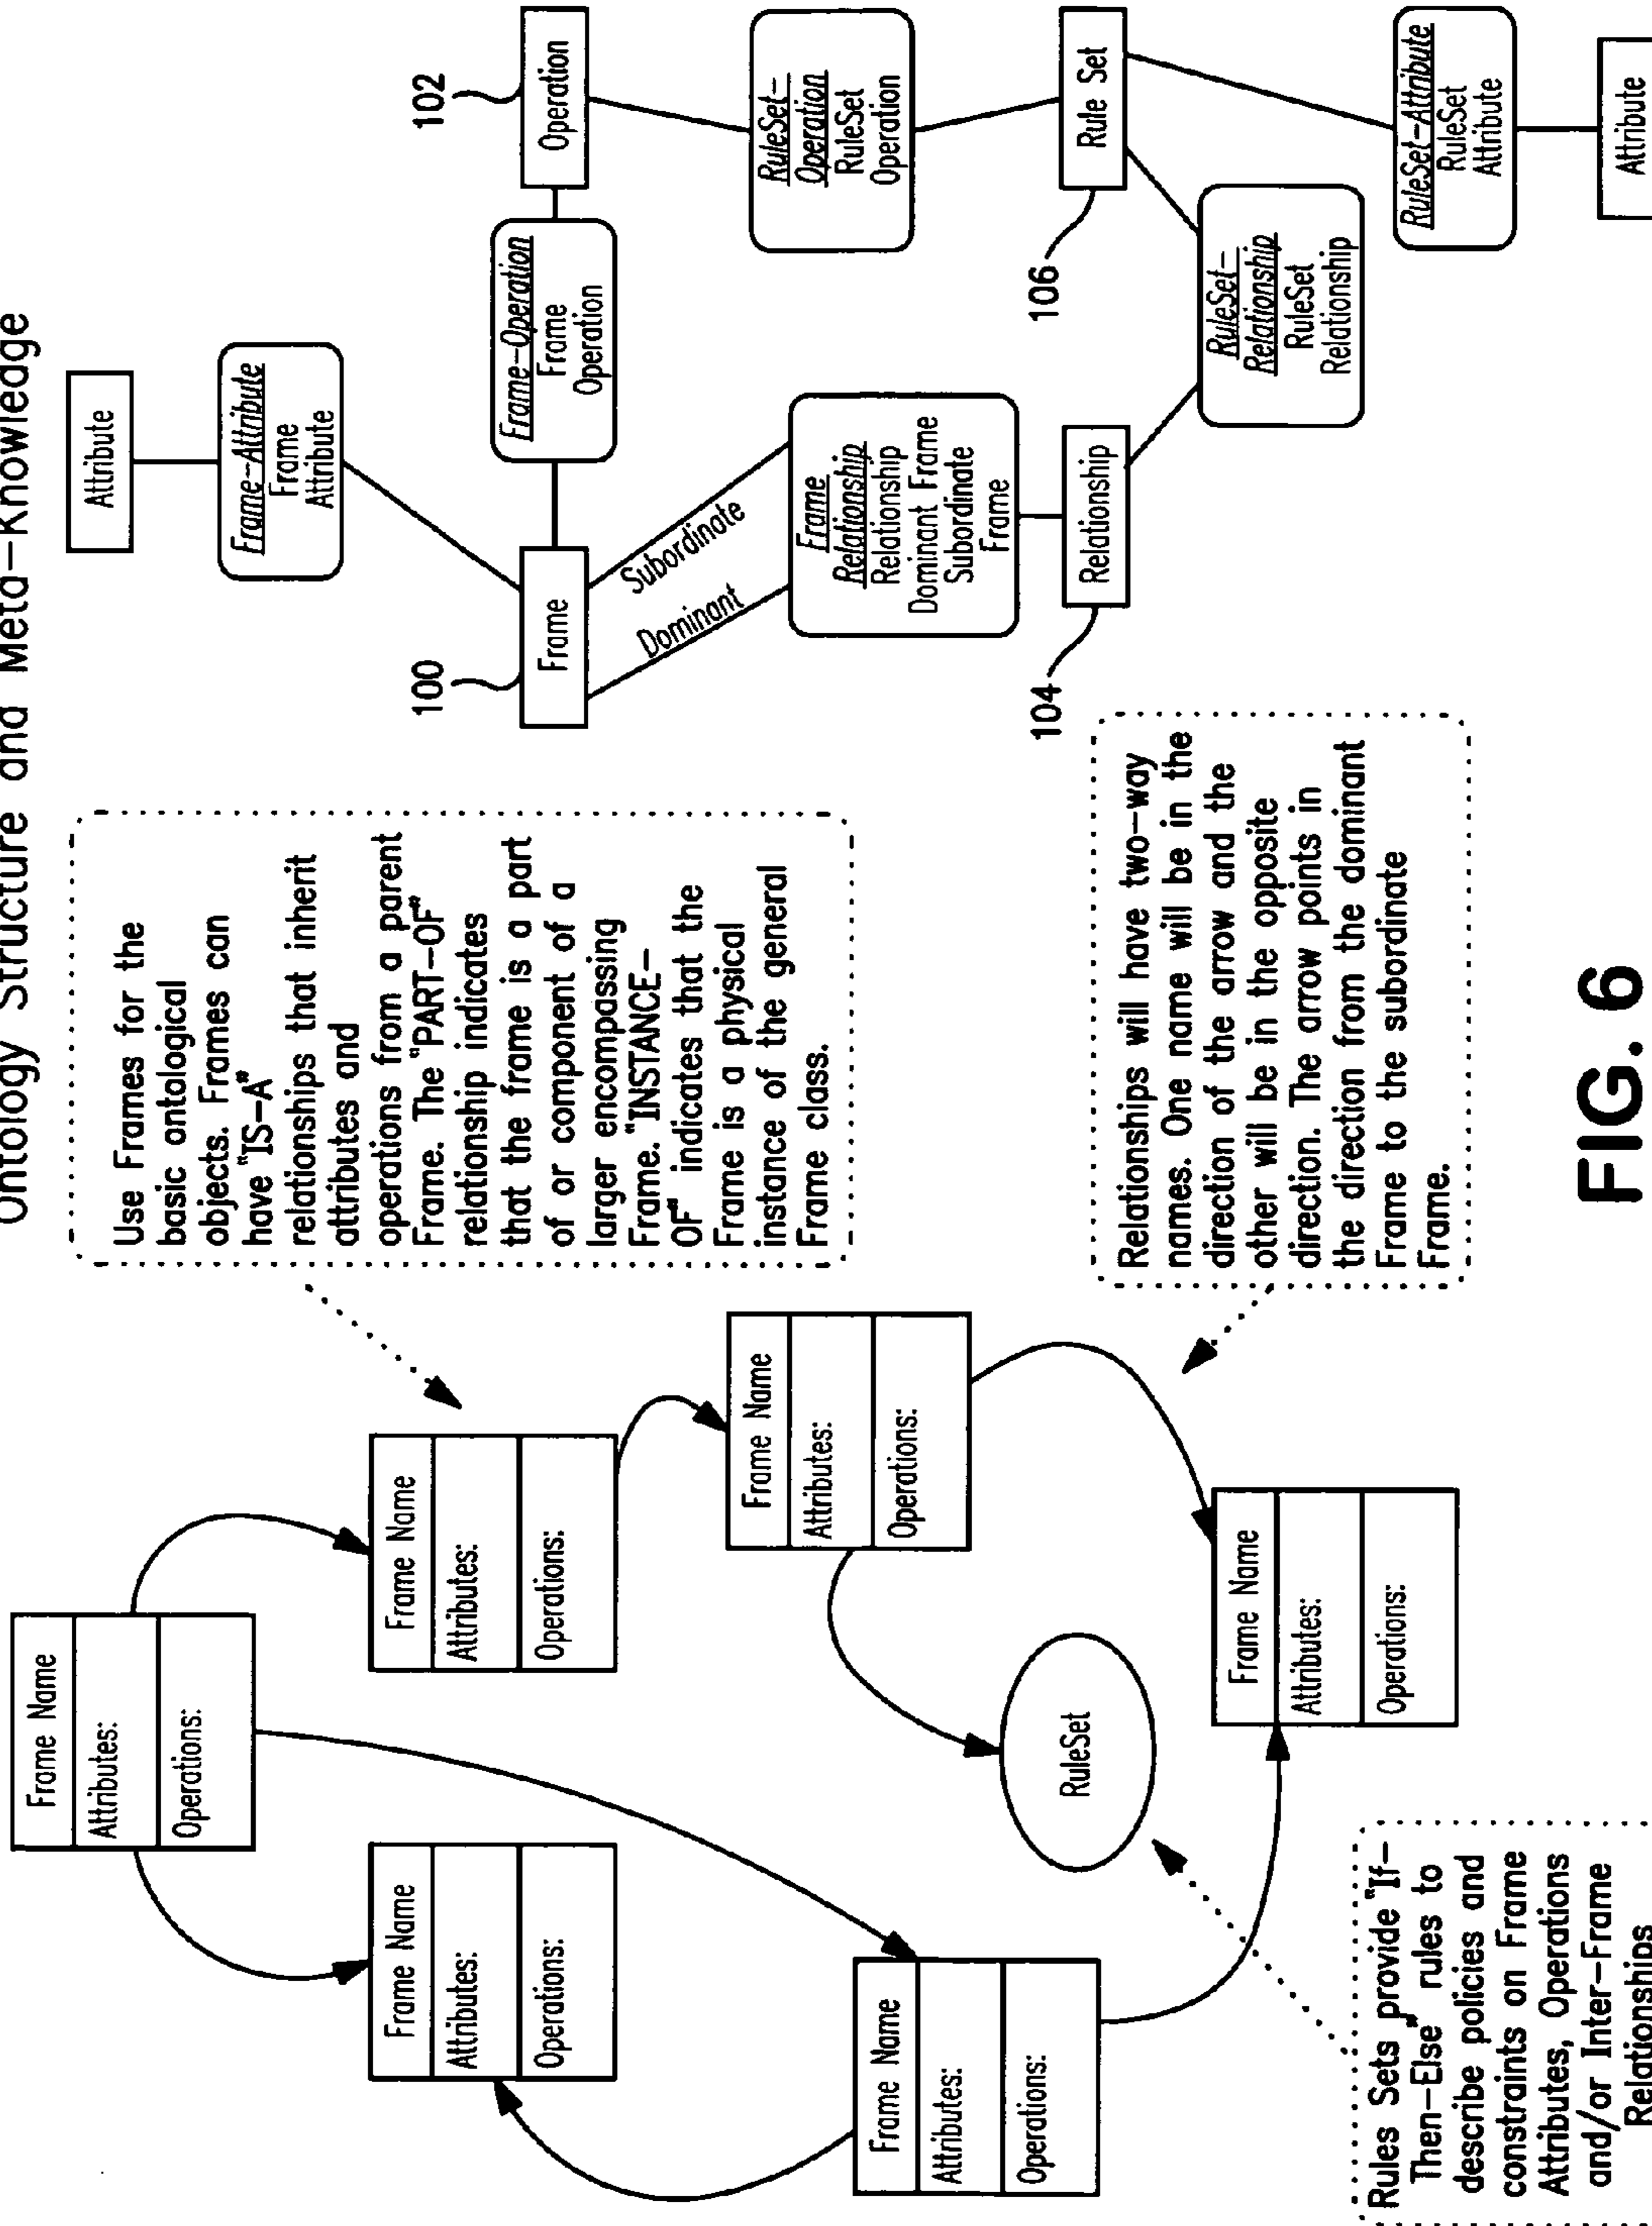 Ontology Structure and Meta-Knowledge
Frame Name
Attributes:
Operations:
Frame Name
Attributes:
Operations:
Frame Name
Attributes:
Operations:
Frame Name
Attributes:
Operations:
Frame Name
Attributes:
Operations:
Frame Name
Attributes:
Operations:
RuleSet
Rules Sets provide "If-
Then-Else" rules to
describe policies and
constraints on Frame
Attributes, Operations
and/or Inter-Frame
Relationships
Use Frames for the
basic ontological
objects. Frames can
have "IS-A"
relationships that inherit
attributes and
operations from a parent
Frame. The "PART-OF"
relationship indicates
that the frame is a part
of or component of a
larger encompassing
Frame. "INSTANCE-
OF" indicates that the
Frame is a physical
instance of the general
Frame class.
Relationships will have two-way
names. One name will be in the
direction of the arrow and the
other will be in the opposite
direction. The arrow points in
the direction from the dominant
Frame to the subordinate
Frame.
Attribute
Frame-Attribute
Frame
Attribute
100
Frame
Frame-Operation
Frame
Operation
102
Operation
Dominant
Subordinate
Frame
Relationship
Relationship
Dominant Frame
Subordinate
Frame
RuleSet-
Operation
RuleSet
Operation
104
Relationship
106
Rule Set
RuleSet-
Relationship
RuleSet
Relationship
RuleSet-Attribute
RuleSet
Attribute
Attribute
FIG. 6